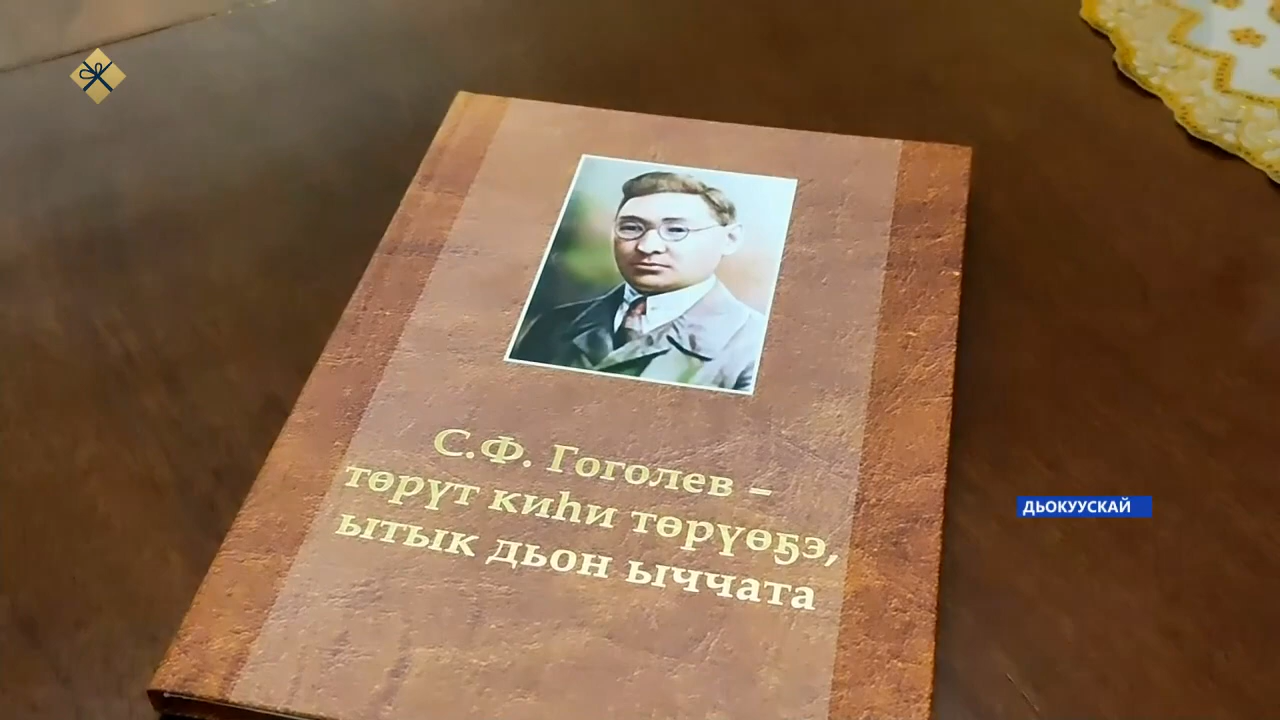 С.Ф. Гоголев –
төрүт киһи төрүөҕэ,
ытык дьон ыччата
ДЬОКУУСКАЙ